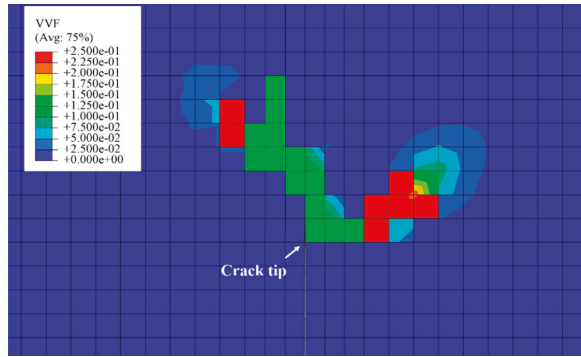 VVF
(Avg: 75%)
+2.500e-01
+2.250e-01
+2.000e-01
+1.750e-01
+1.500e-01
+1.250e-01
+1.000e-01
+7.500e-02
+5.000e-02
+2.500e-02
+0.000e+00
Crack tip